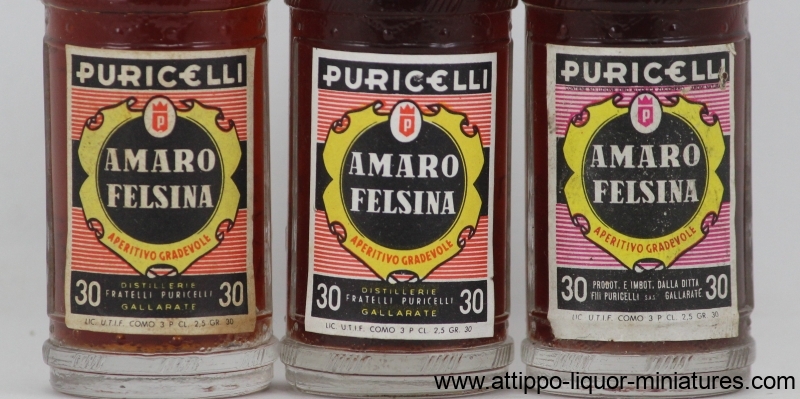 PURICELLI
P
AMARO
FELSINA
APERITIVO GRADEVOLE
DISTILLERIE
30 FRATELLI PURICELLI 30
GALLARATE
LIC. U.T.I.F. COMO 3 P CL. 2,5 GR. 30
PURICELLI
P
AMARO
FELSINA
APERITIVO GRADEVOLE
DISTILLERIE
30 FRATELLI PURICELLI 30
GALLARATE
LIC. U.T.I.F. COMO 3 P CL. 2,5 GR. 30
PURICELLI
P
AMARO
FELSINA
APERITIVO GRADEVOLE
30 PRODOT. E IMBOT. DALLA DITTA 30
Flli PURICELLI S.A.S. GALLARATE
LIC. U.T.I.F. COMO 3 P CL. 2,5 GR. 30
www.attippo-liquor-miniatures.com